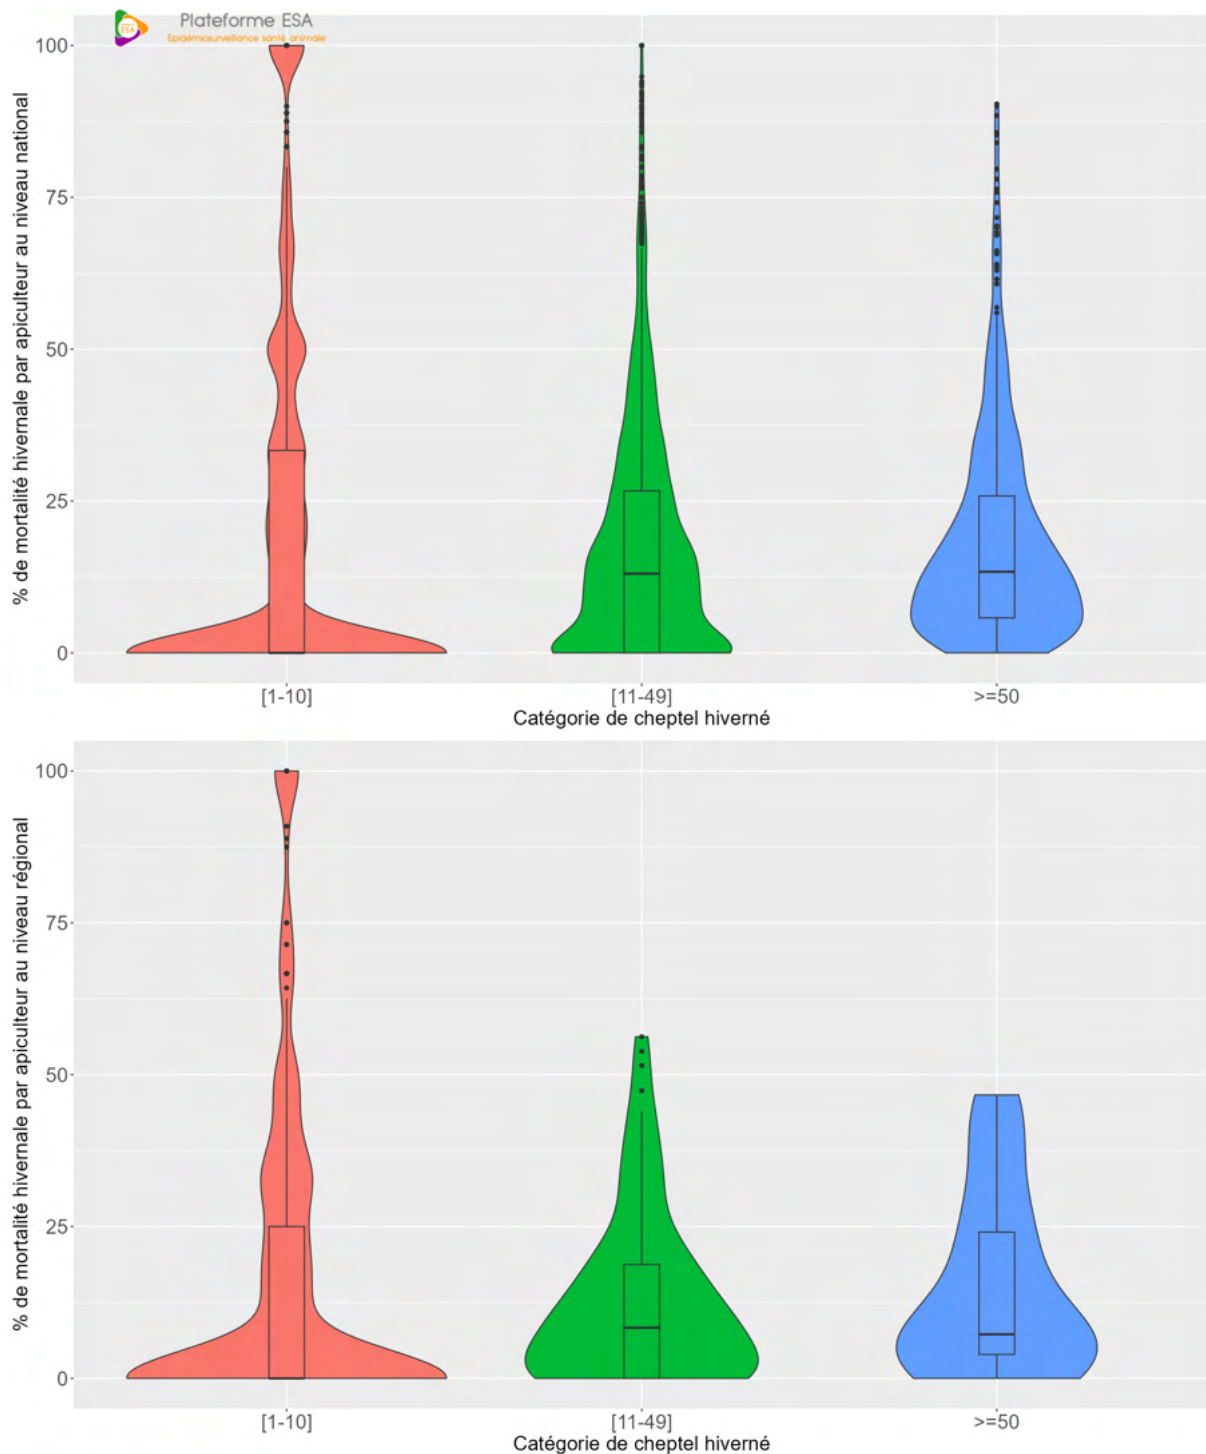 Plateforme ESA
ESA
Epidémiosurveillance santé animale
% de mortalité hivernale par apiculteur au niveau national
100
75
50
25
0
[1-10]
[11-49]
>=50
Catégorie de cheptel hiverné
% de mortalité hivernale par apiculteur au niveau régional
100
75
50
25
0
[1-10]
[11-49]
>=50
Catégorie de cheptel hiverné